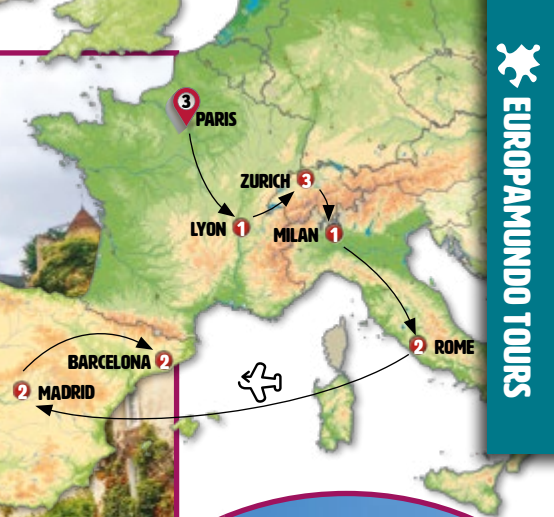 3
PARIS
ZURICH 3
LYON 1
MILAN 1
2 ROME
BARCELONA 2
2 MADRID
EUROPAMUNDO TOURS